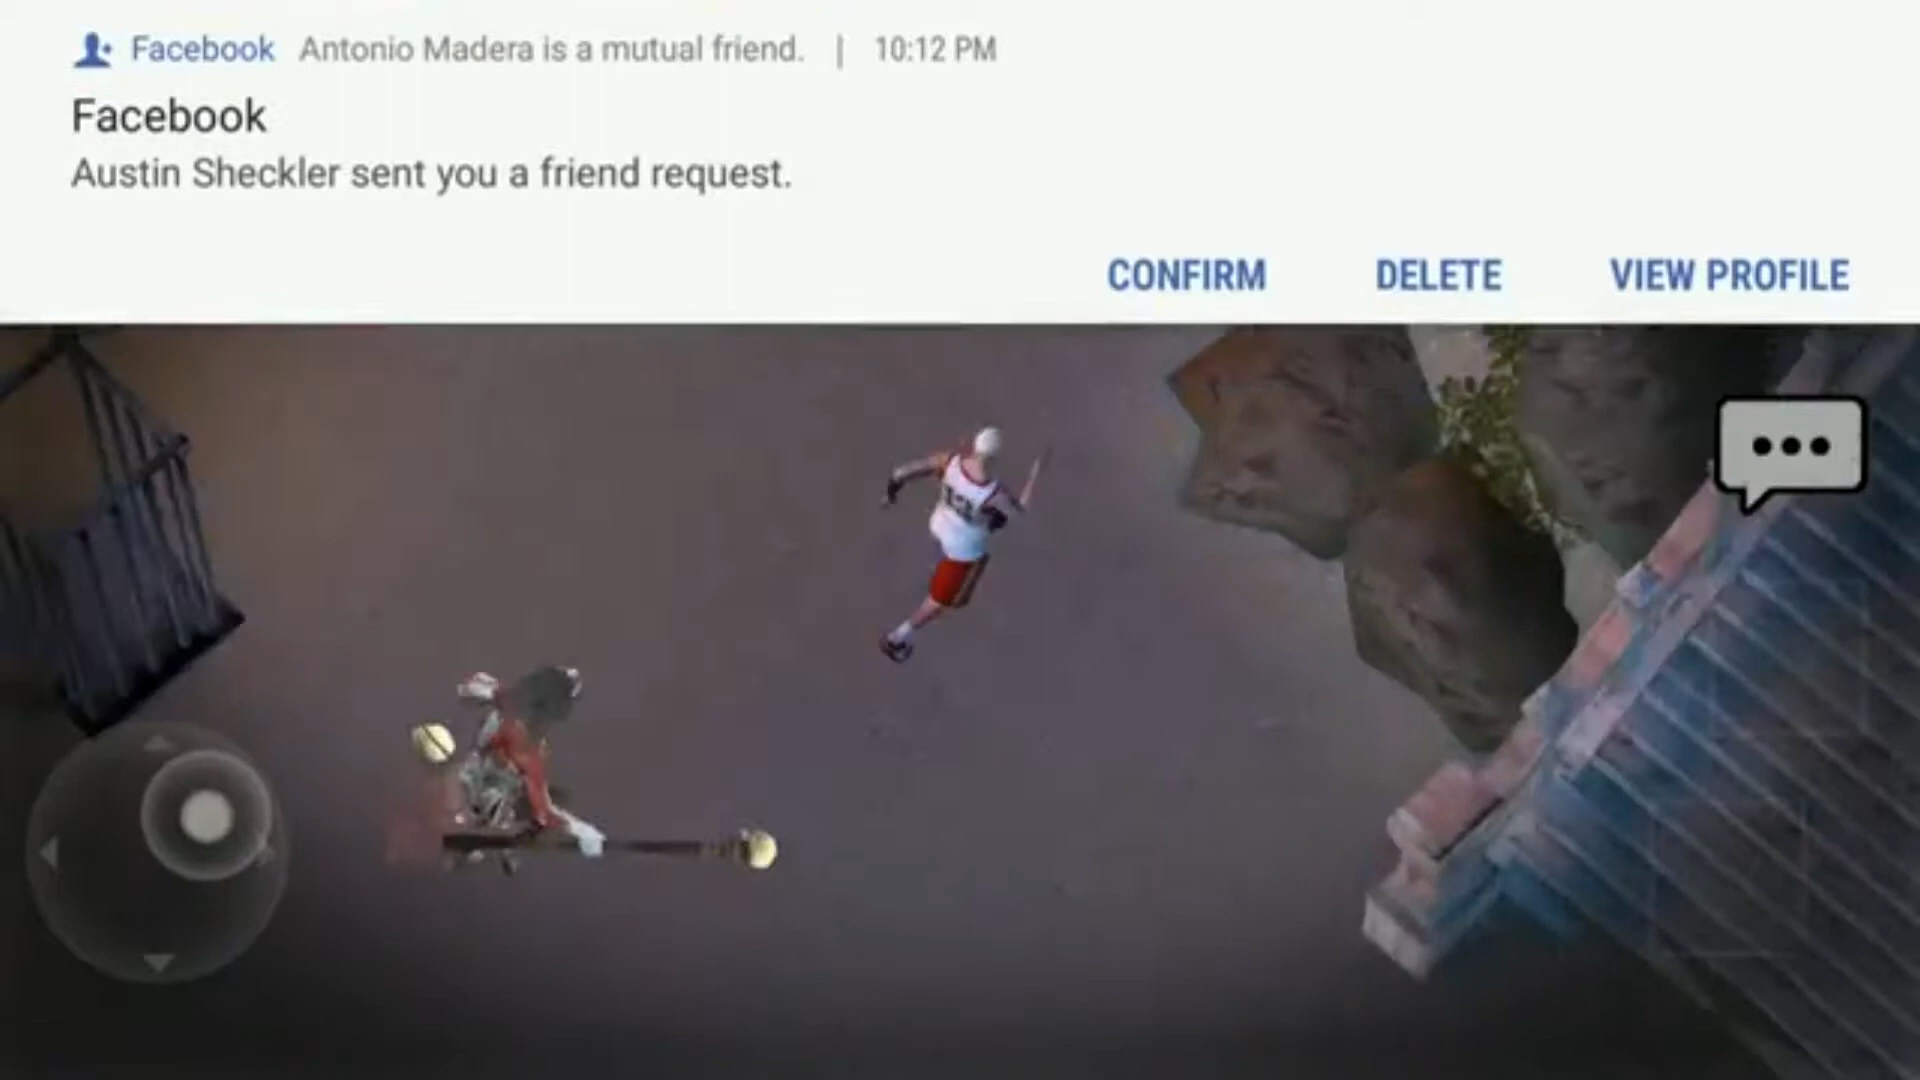 Facebook Antonio Madera is a mutual friend. | 10:12 PM
Facebook
Austin Sheckler sent you a friend request.
CONFIRM DELETE VIEW PROFILE